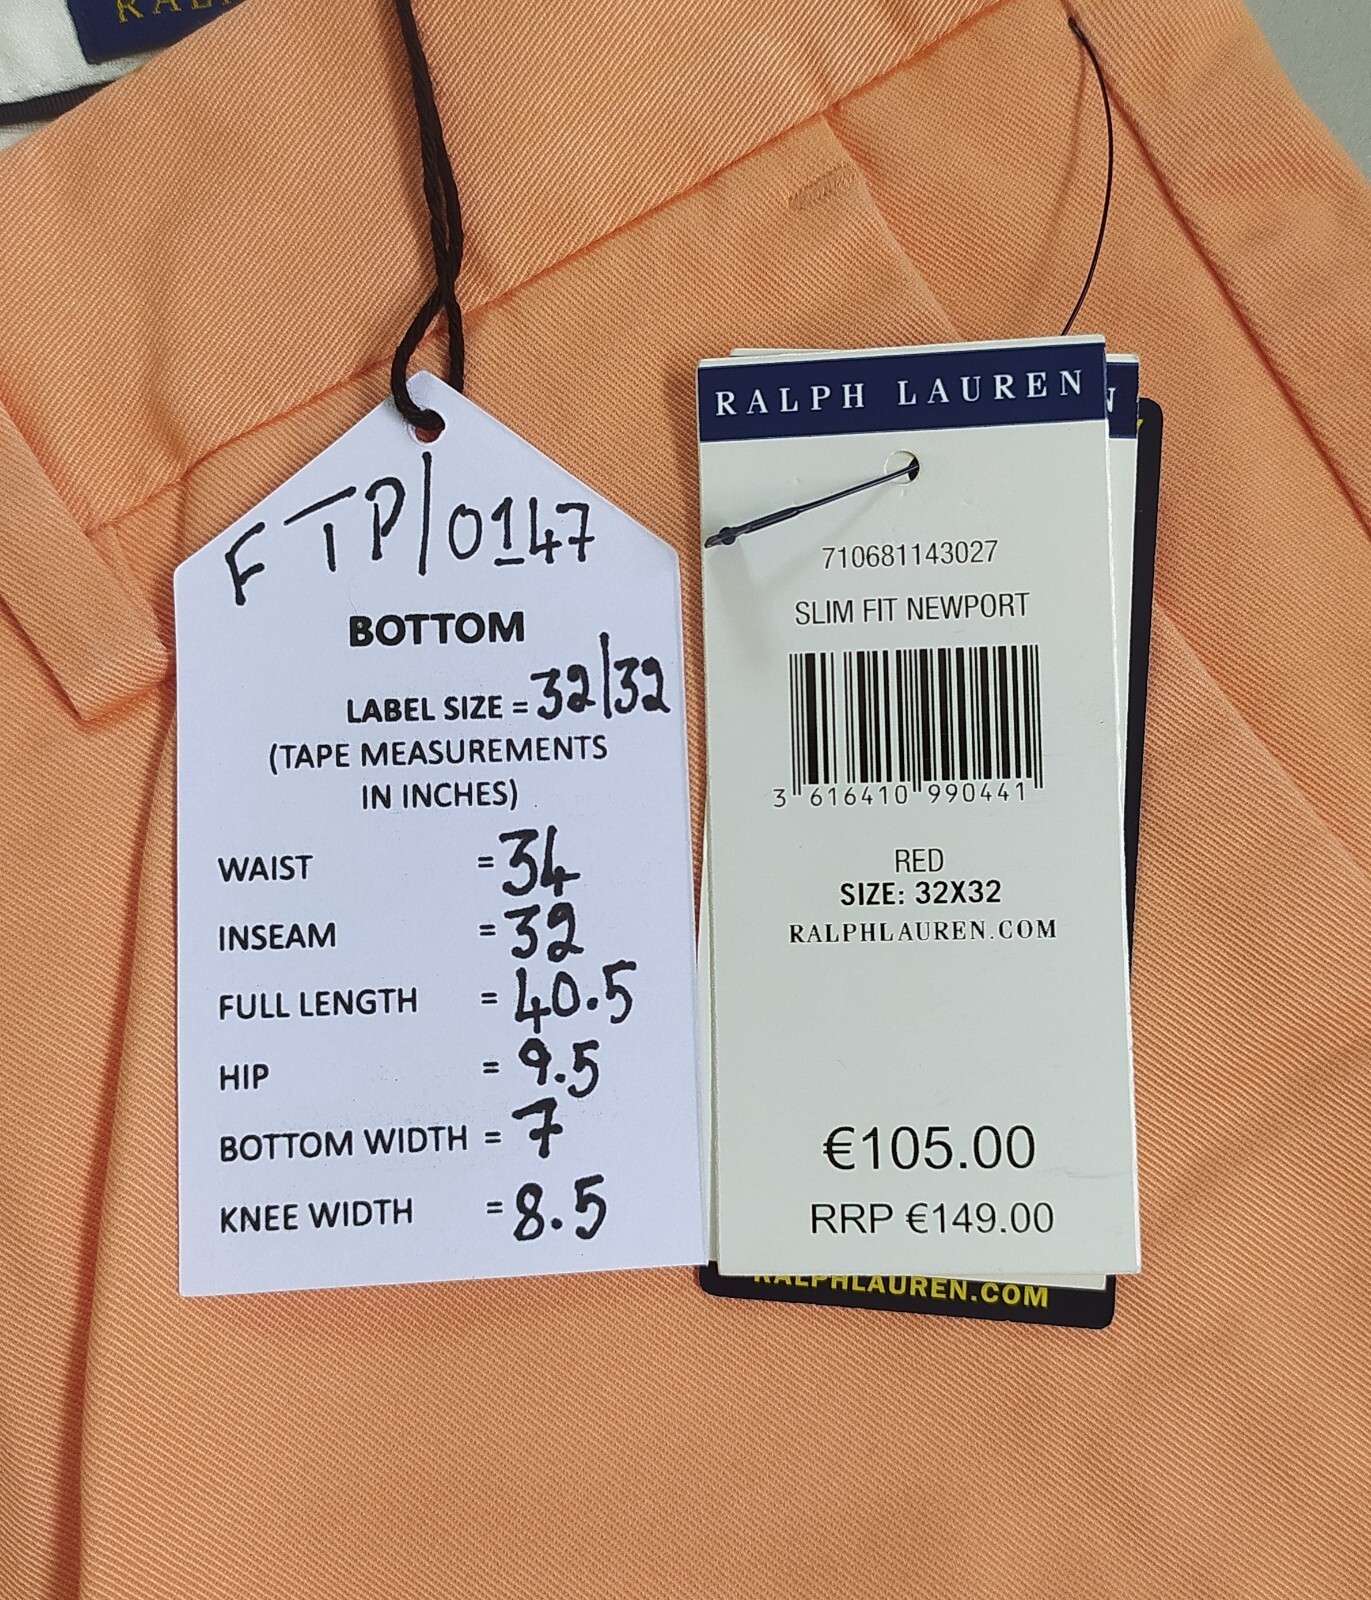 FTP/0147
BOTTOM
LABEL SIZE = 32/32
(TAPE MEASUREMENTS
IN INCHES)
WAIST = 34
INSEAM = 32
FULL LENGTH = 40.5
HIP = 9.5
BOTTOM WIDTH = 7
KNEE WIDTH = 8.5
RALPH LAUREN
710681143027
SLIM FIT NEWPORT
3 616410 990441
RED
SIZE: 32X32
RALPHLAUREN.COM
€105.00
RRP €149.00
RALPHLAUREN.COM